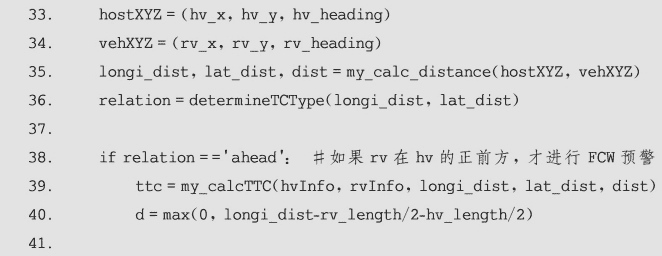 33. hostXYZ = (hv_x, hv_y, hv_heading)
34. vehXYZ = (rv_x, rv_y, rv_heading)
35. longi_dist, lat_dist, dist = my_calc_distance(hostXYZ, vehXYZ)
36. relation = determineTCType(longi_dist, lat_dist)
37.
38. if relation == 'ahead': #如果 rv 在 hv 的正前方,才进行 FCW 预警
39. ttc = my_calcTTC(hvInfo, rvInfo, longi_dist, lat_dist, dist)
40. d = max(0, longi_dist-rv_length/2-hv_length/2)
41.